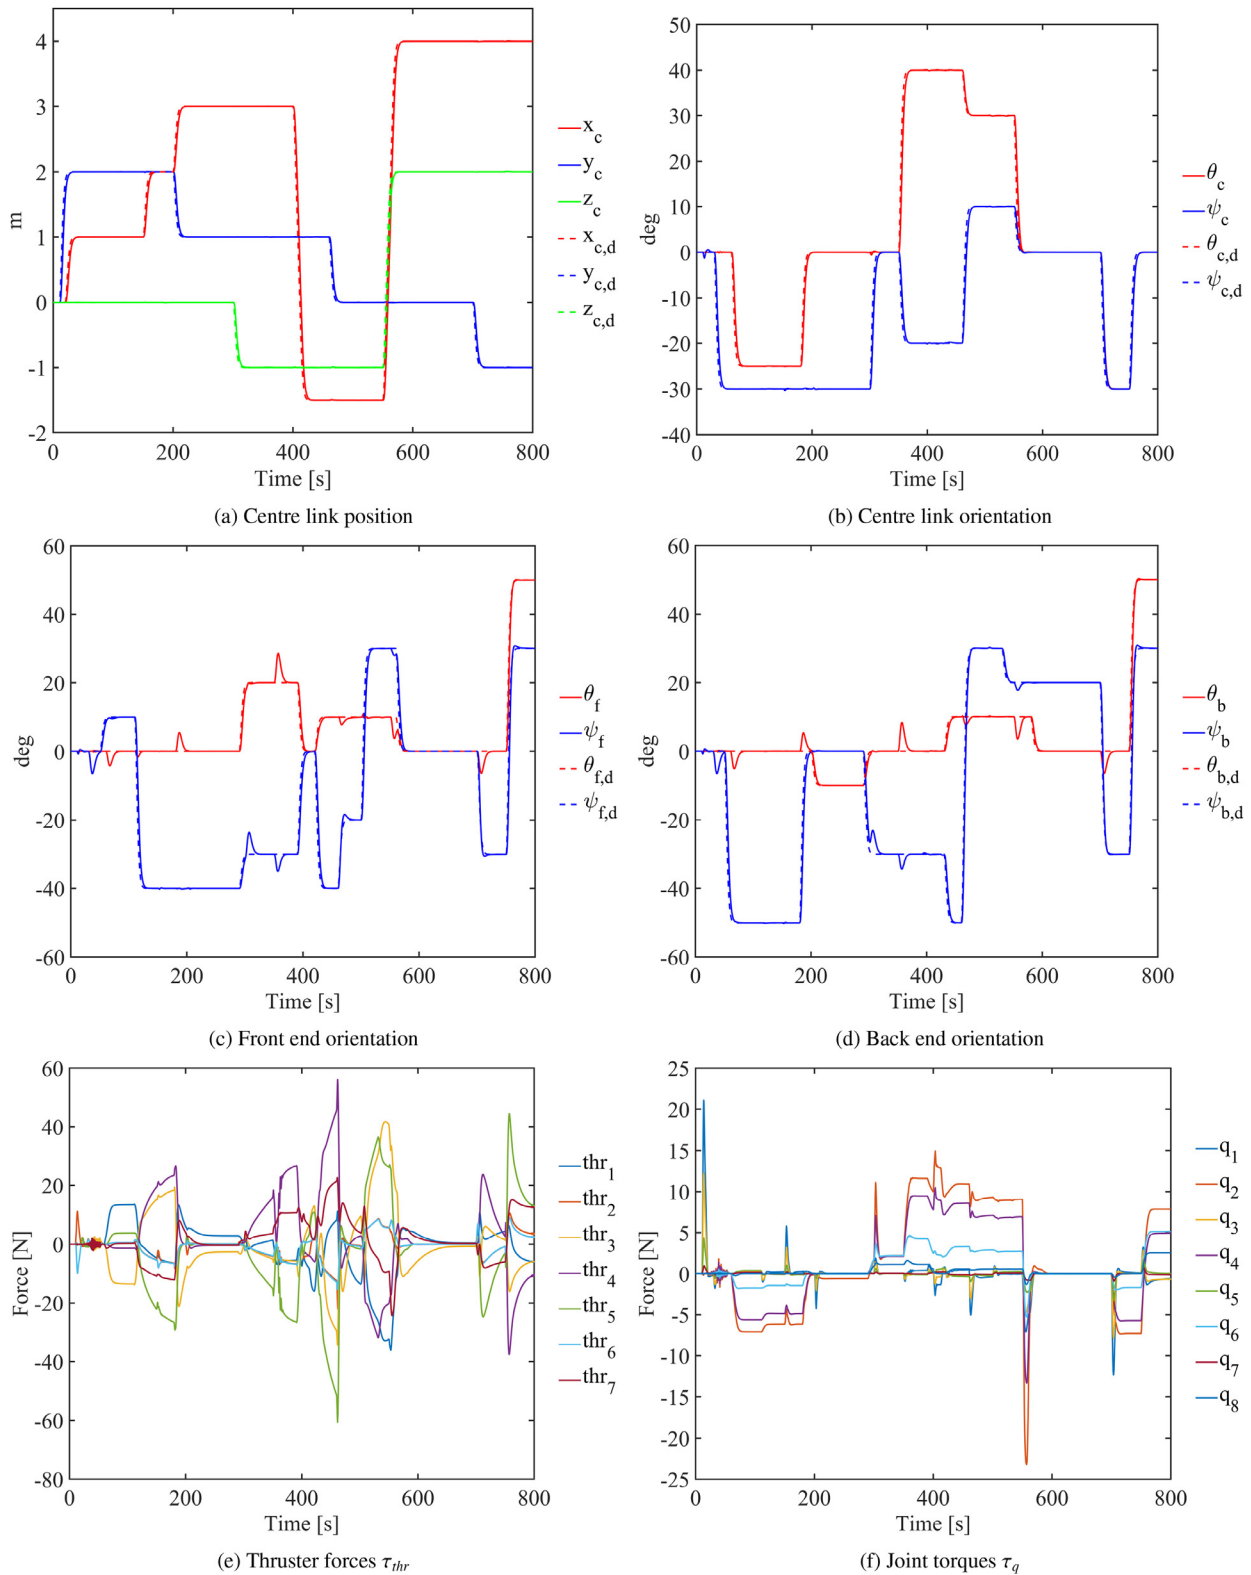 4
3
2
1
0
-1
-2
m
0 200 400 600 800
Time [s]
x_c
y_c
z_c
x_c,d
y_c,d
z_c,d
(a) Centre link position
50
40
30
20
10
0
-10
-20
-30
-40
deg
0 200 400 600 800
Time [s]
θ_c
ψ_c
θ_c,d
ψ_c,d
(b) Centre link orientation
60
40
20
0
-20
-40
-60
deg
0 200 400 600 800
Time [s]
θ_f
ψ_f
θ_f,d
ψ_f,d
(c) Front end orientation
60
40
20
0
-20
-40
-60
deg
0 200 400 600 800
Time [s]
θ_b
ψ_b
θ_b,d
ψ_b,d
(d) Back end orientation
60
40
20
0
-20
-40
-60
-80
Force [N]
0 200 400 600 800
Time [s]
thr_1
thr_2
thr_3
thr_4
thr_5
thr_6
thr_7
(e) Thruster forces τ_thr
25
20
15
10
5
0
-5
-10
-15
-20
-25
Force [N]
0 200 400 600 800
Time [s]
q_1
q_2
q_3
q_4
q_5
q_6
q_7
q_8
(f) Joint torques τ_q